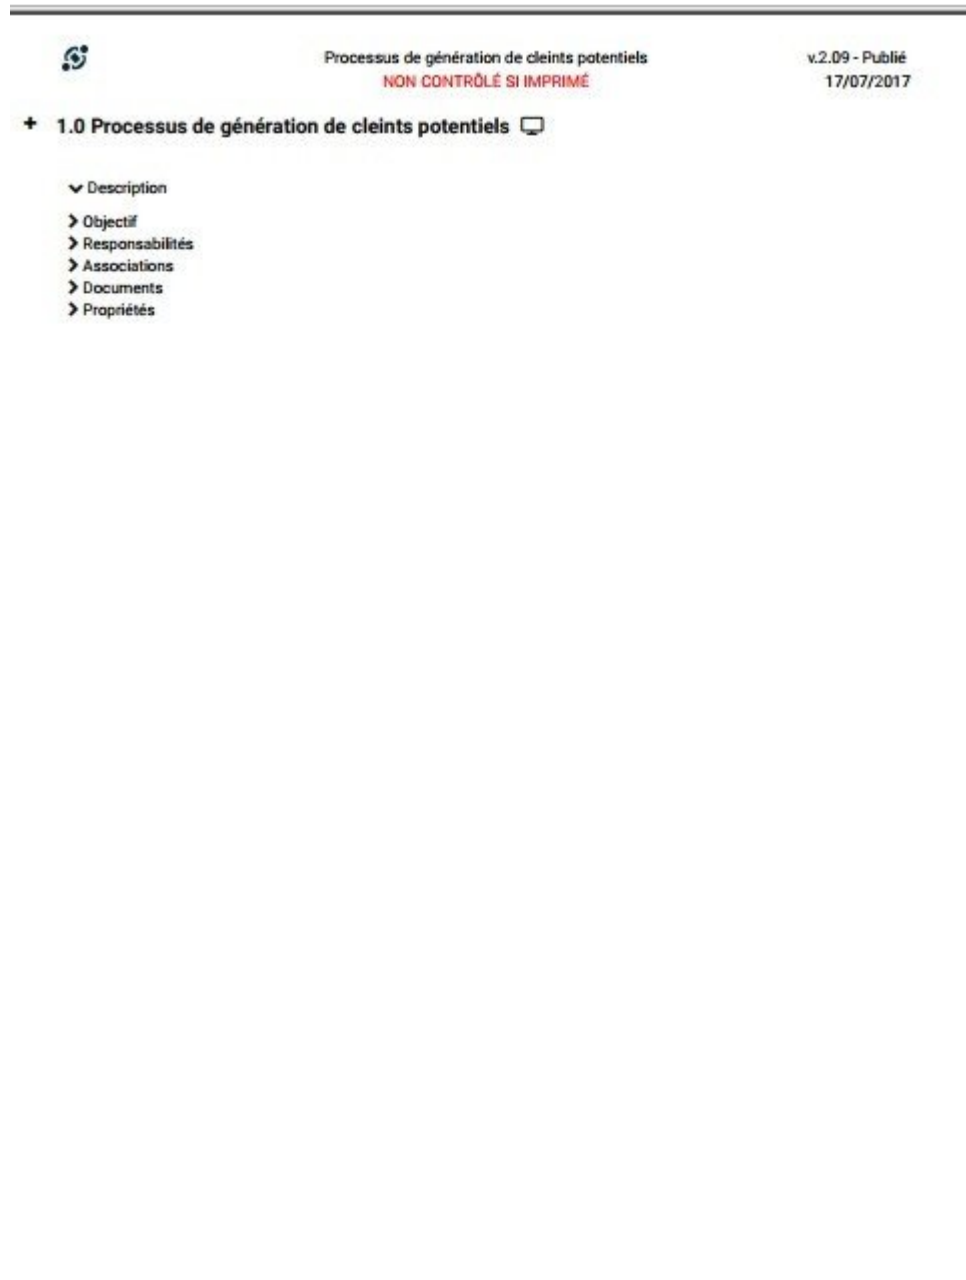 Processus de génération de cleints potentiels
NON CONTRÔLÉ SI IMPRIMÉ
v.2.09 - Publié
17/07/2017
1.0 Processus de génération de cleints potentiels
Description
Objectif
Responsabilités
Associations
Documents
Propriétés